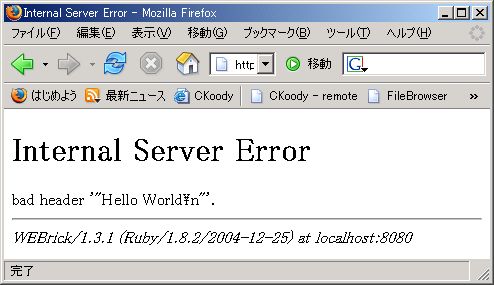 Internal Server Error - Mozilla Firefox
ファイル(F) 編集(E) 表示(V) 移動(G) ブックマーク(B) ツール(T) ヘルプ(H)
http 移動 G
はじめよう 最新ニュース CKoody CKoody - remote FileBrowser »
Internal Server Error
bad header '"Hello World¥n"'.
WEBrick/1.3.1 (Ruby/1.8.2/2004-12-25) at localhost:8080
完了